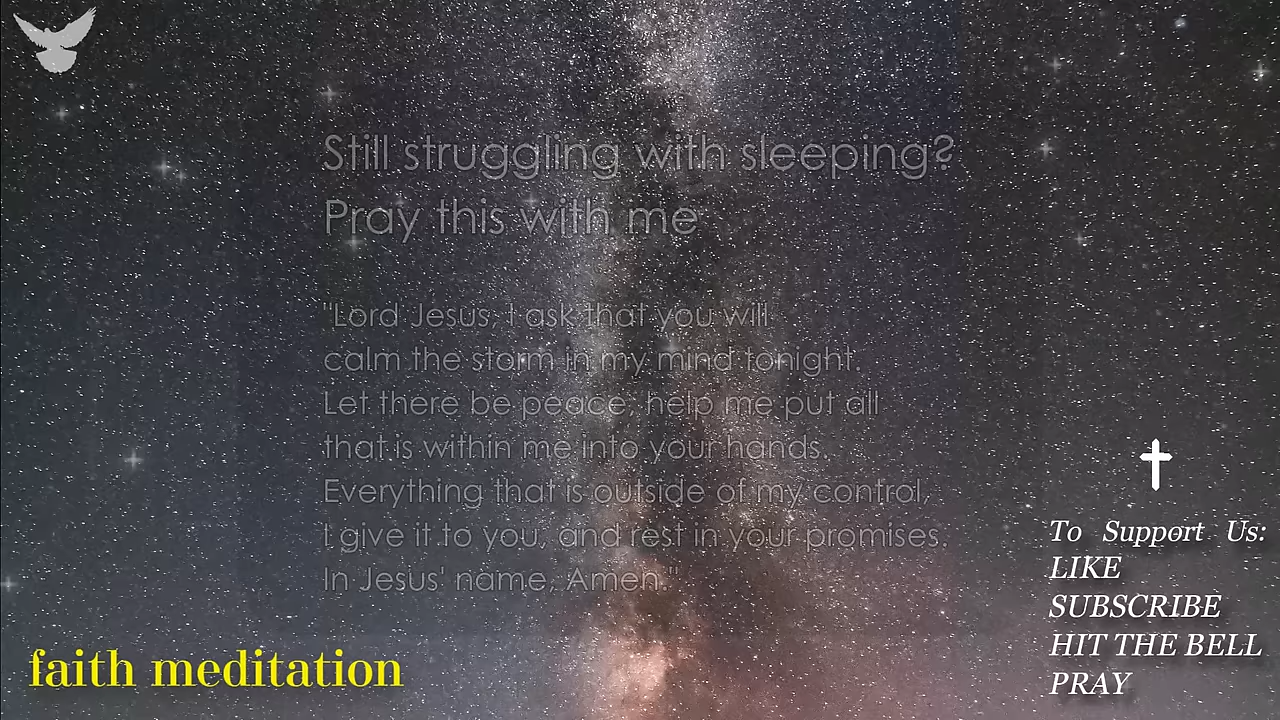 Still struggling with sleeping?
Pray this with me
"Lord Jesus, I ask that you will
calm the storm in my mind tonight.
Let there be peace, help me put all
that is within me into your hands.
Everything that is outside of my control,
I give it to you, and rest in your promises.
In Jesus' name, Amen."
To Support Us:
LIKE
SUBSCRIBE
HIT THE BELL
PRAY
faith meditation